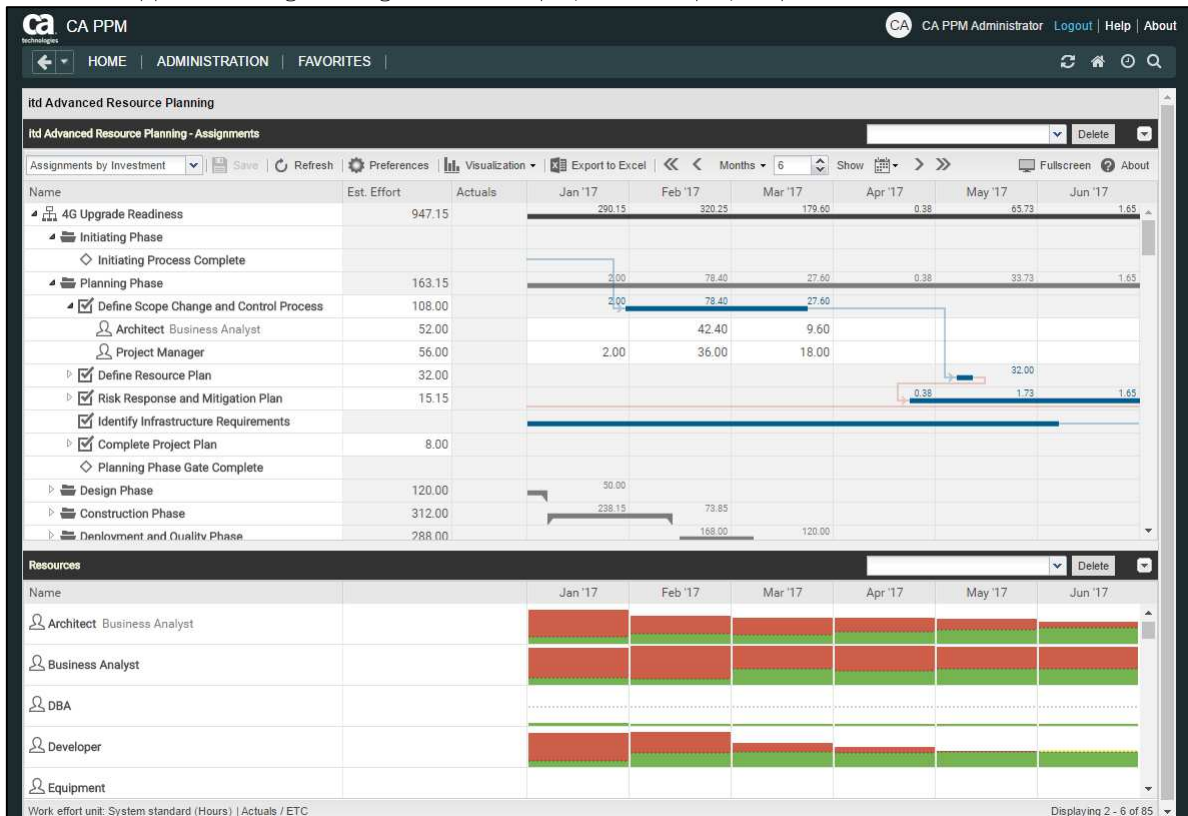 ca technologies CA PPM CA CA PPM Administrator Logout | Help | About
HOME | ADMINISTRATION | FAVORITES |
itd Advanced Resource Planning
itd Advanced Resource Planning - Assignments Delete
Assignments by Investment Save Refresh Preferences Visualization Export to Excel Months 6 Show Fullscreen About
Name Est. Effort Actuals Jan '17 Feb '17 Mar '17 Apr '17 May '17 Jun '17
4G Upgrade Readiness 947.15 290.15 320.25 179.60 0.38 65.73 1.65
Initiating Phase
Initiating Process Complete
Planning Phase 163.15 2.00 78.40 27.60 0.38 33.73 1.65
Define Scope Change and Control Process 108.00 2.00 78.40 27.60
Architect Business Analyst 52.00 42.40 9.60
Project Manager 56.00 2.00 36.00 18.00
Define Resource Plan 32.00 32.00
Risk Response and Mitigation Plan 15.15 0.38 1.73 1.65
Identify Infrastructure Requirements
Complete Project Plan 8.00
Planning Phase Gate Complete
Design Phase 120.00 50.00
Construction Phase 312.00 238.15 73.85
Deployment and Quality Phase 288.00 168.00 120.00
Resources Delete
Name Jan '17 Feb '17 Mar '17 Apr '17 May '17 Jun '17
Architect Business Analyst
Business Analyst
DBA
Developer
Equipment
Work effort unit: System standard (Hours) | Actuals / ETC Displaying 2 - 6 of 85